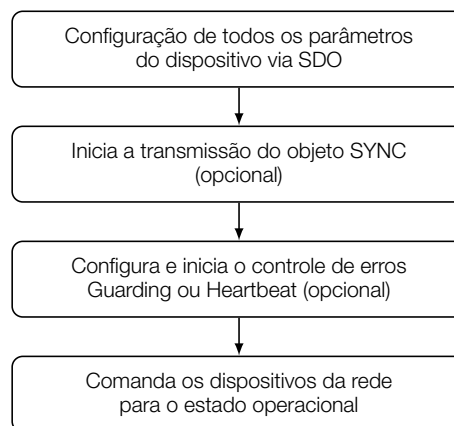 Configuração de todos os parâmetros
do dispositivo via SDO
Inicia a transmissão do objeto SYNC
(opcional)
Configura e inicia o controle de erros
Guarding ou Heartbeat (opcional)
Comanda os dispositivos da rede
para o estado operacional